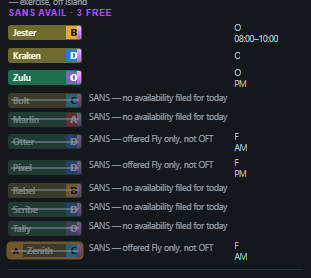 — exercise, off island
SANS AVAIL · 3 FREE
Jester B O
08:00–10:00
Kraken D O
Zulu O O
PM
Bolt C SANS — no availability filed for today
Marlin A SANS — no availability filed for today
Otter D SANS — offered Fly only, not OFT F
AM
Pixel D SANS — offered Fly only, not OFT F
PM
Rebel B SANS — no availability filed for today
Scribe D SANS — no availability filed for today
Tally O SANS — no availability filed for today
A Zenith C SANS — offered Fly only, not OFT F
AM